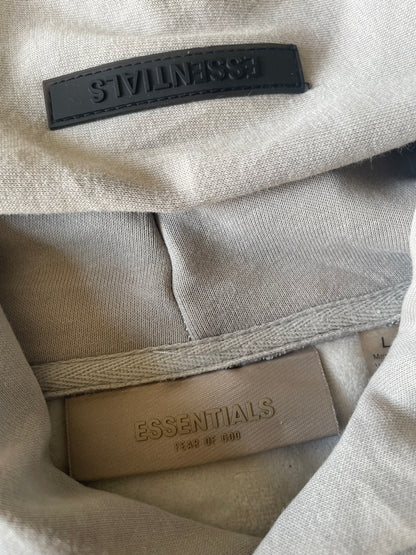 ESSENTIALS
ESSENTIALS
FEAR OF GOD
L